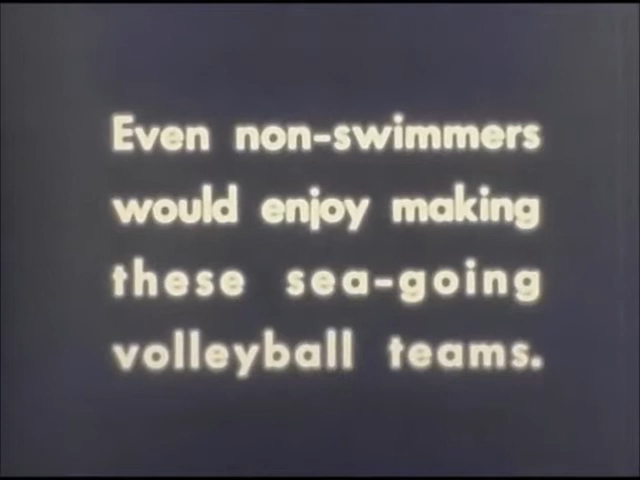 Even non-swimmers
would enjoy making
these sea-going
volleyball teams.